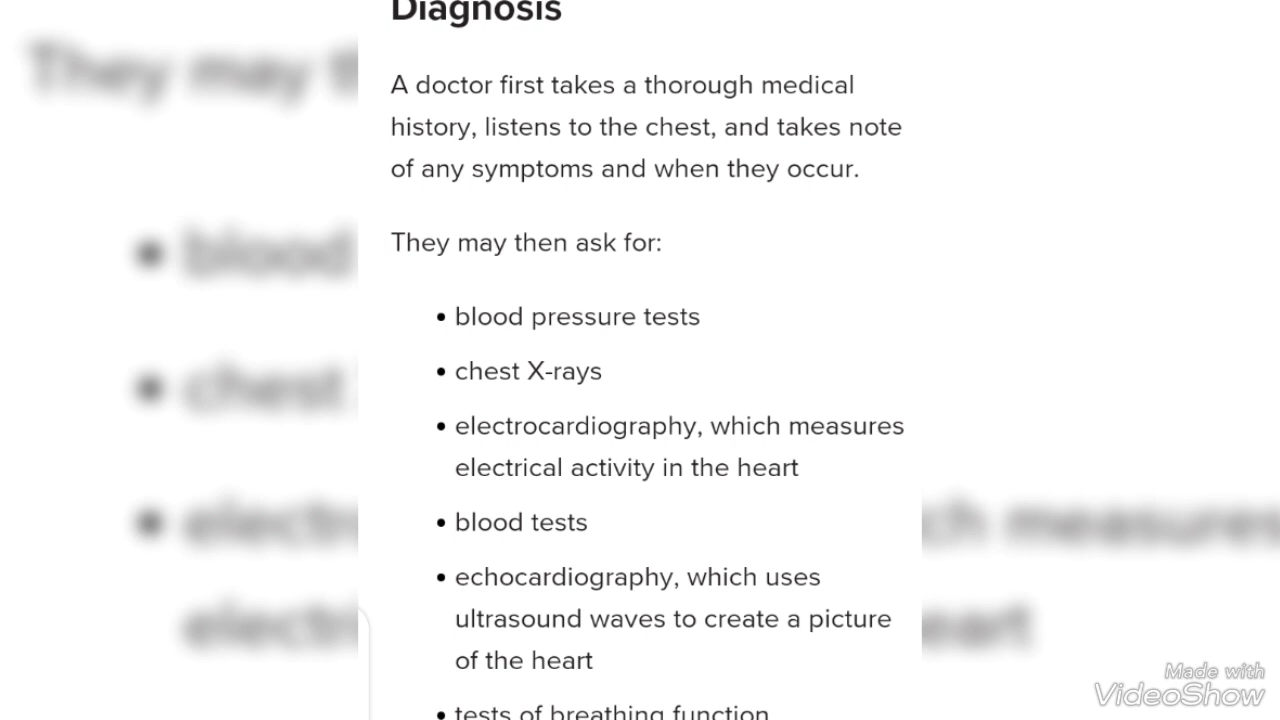 Diagnosis
A doctor first takes a thorough medical
history, listens to the chest, and takes note
of any symptoms and when they occur.
They may then ask for:
• blood pressure tests
• chest X-rays
• electrocardiography, which measures
electrical activity in the heart
• blood tests
• echocardiography, which uses
ultrasound waves to create a picture
of the heart
• tests of breathing function
Made with
VideoShow